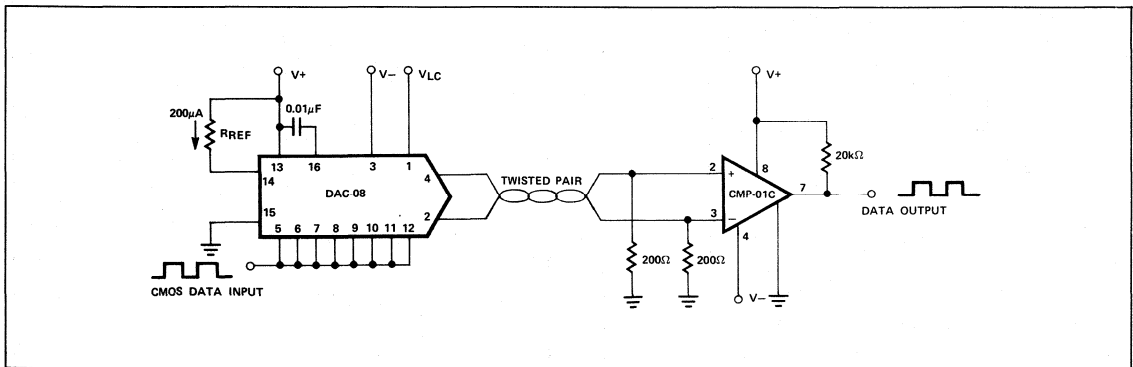 V+
V−
VLC
200μA
RREF
0.01μF
13
16
3
1
14
DAC-08
4
15
2
5 6 7 8 9 10 11 12
CMOS DATA INPUT
TWISTED PAIR
200Ω
200Ω
V+
2
+
8
20kΩ
CMP-01C
7
3
−
4
V−
DATA OUTPUT